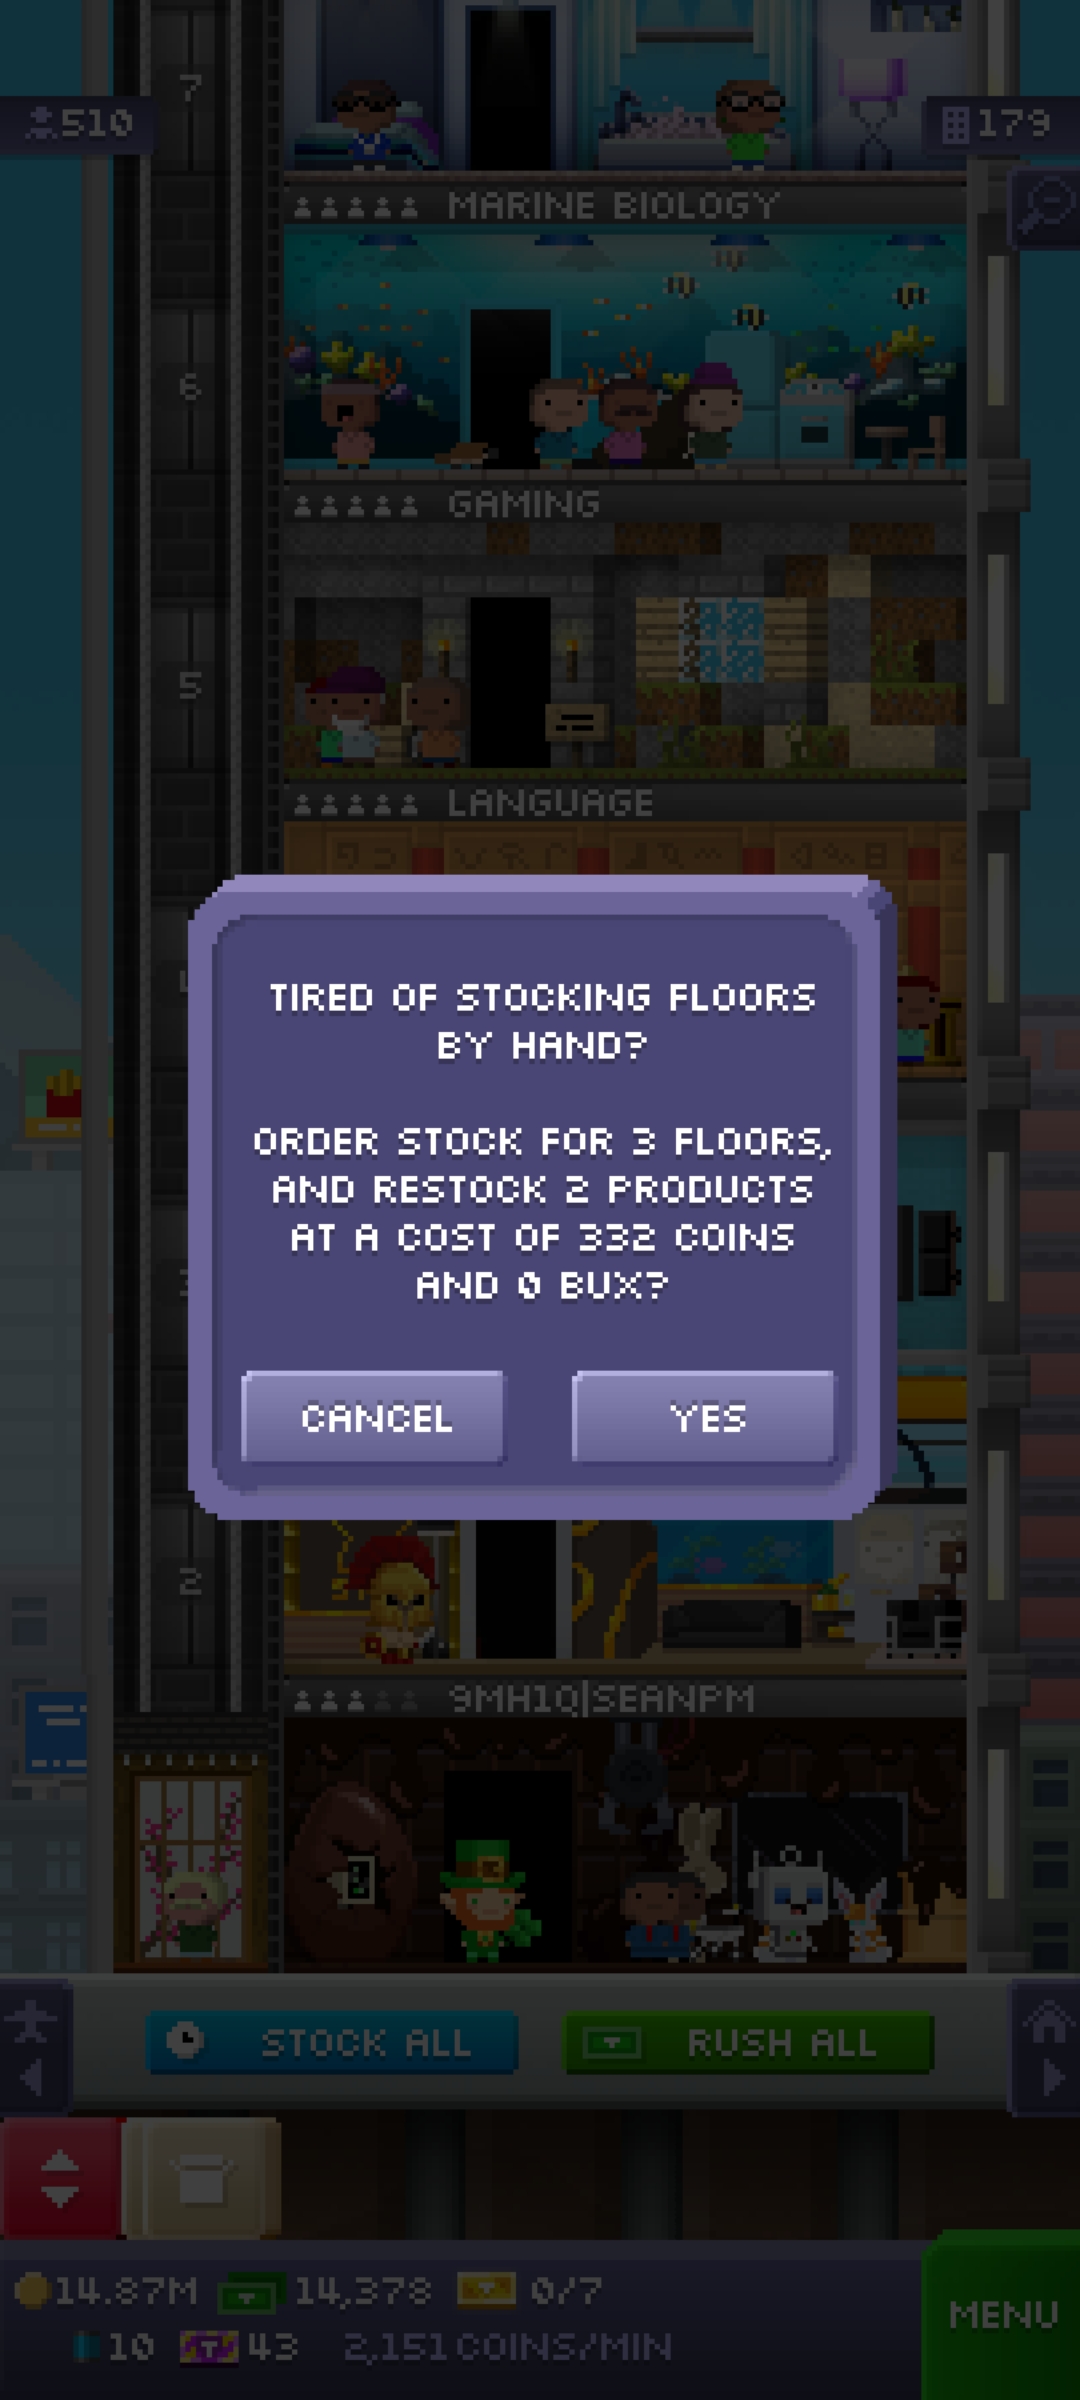 7
510
179
MARINE BIOLOGY
6
GAMING
5
LANGUAGE
TIRED OF STOCKING FLOORS
BY HAND?
ORDER STOCK FOR 3 FLOORS,
AND RESTOCK 2 PRODUCTS
AT A COST OF 332 COINS
AND 0 BUX?
CANCEL YES
2
9MH1Q|SEANPM
STOCK ALL RUSH ALL
14.87M 14,378 0/7
10 43 2,151 COINS/MIN
MENU